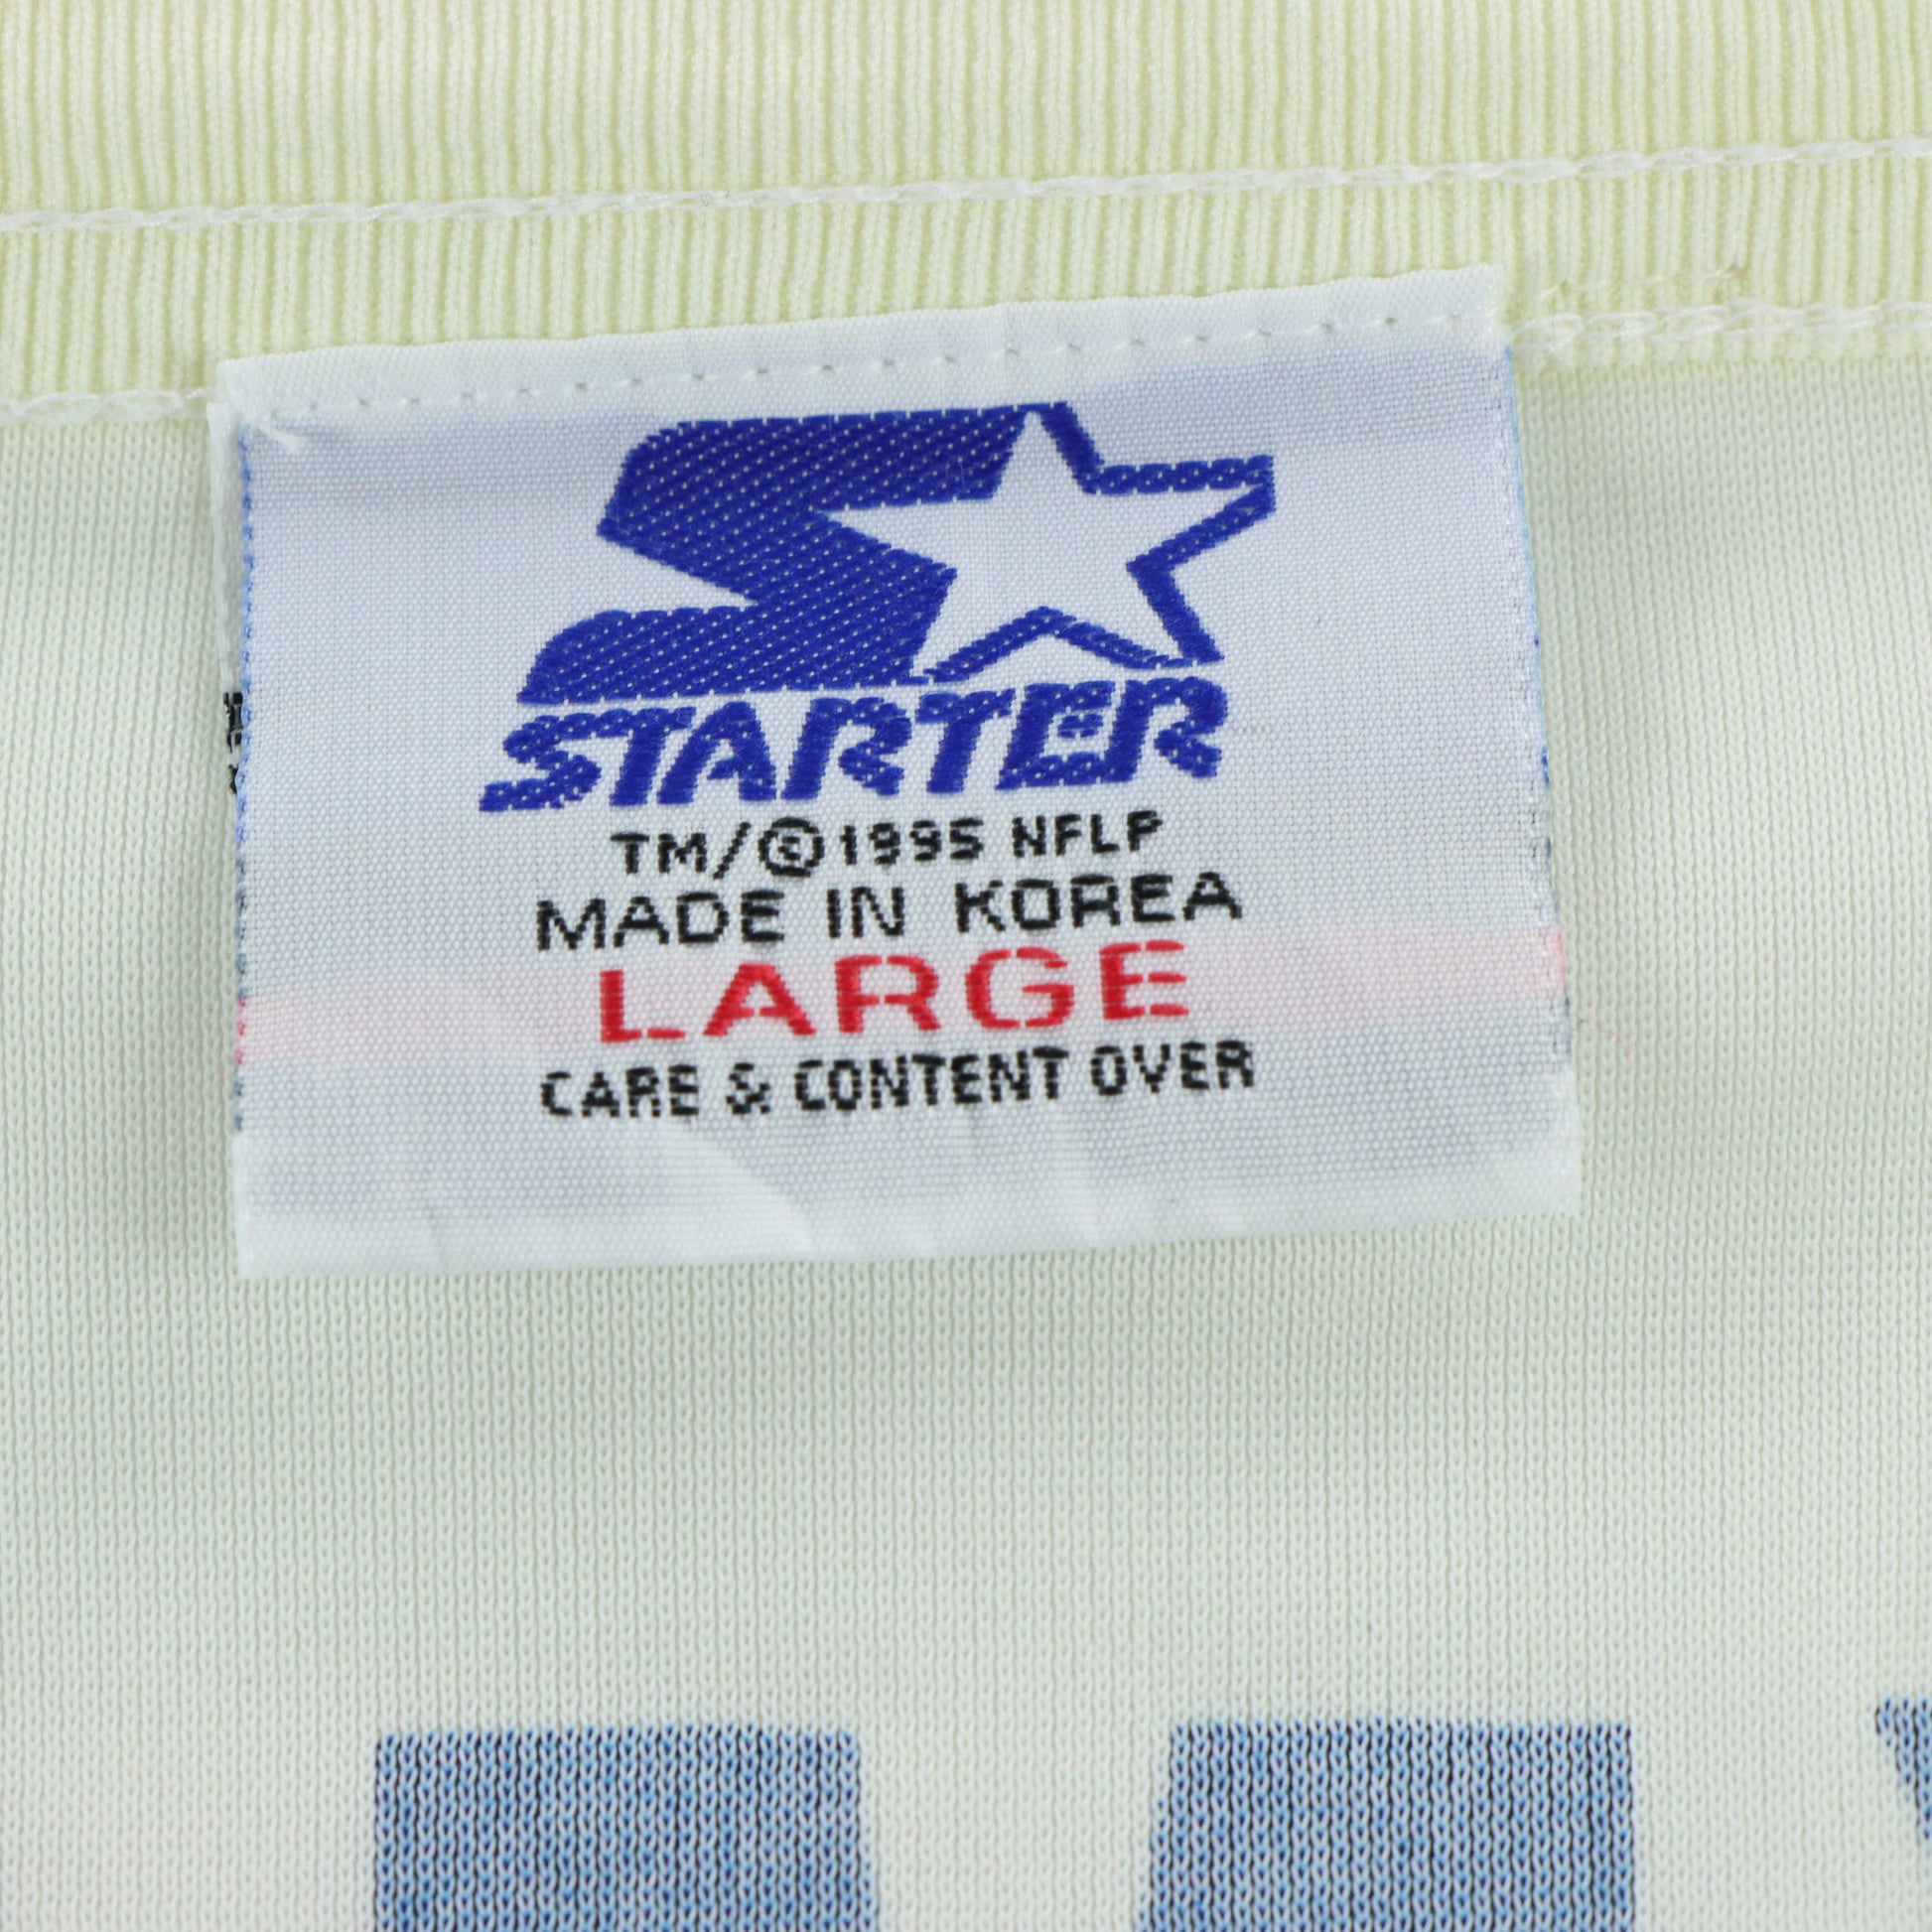 STARTER
TM/©1995 NFLP
MADE IN KOREA
LARGE
CARE & CONTENT OVER